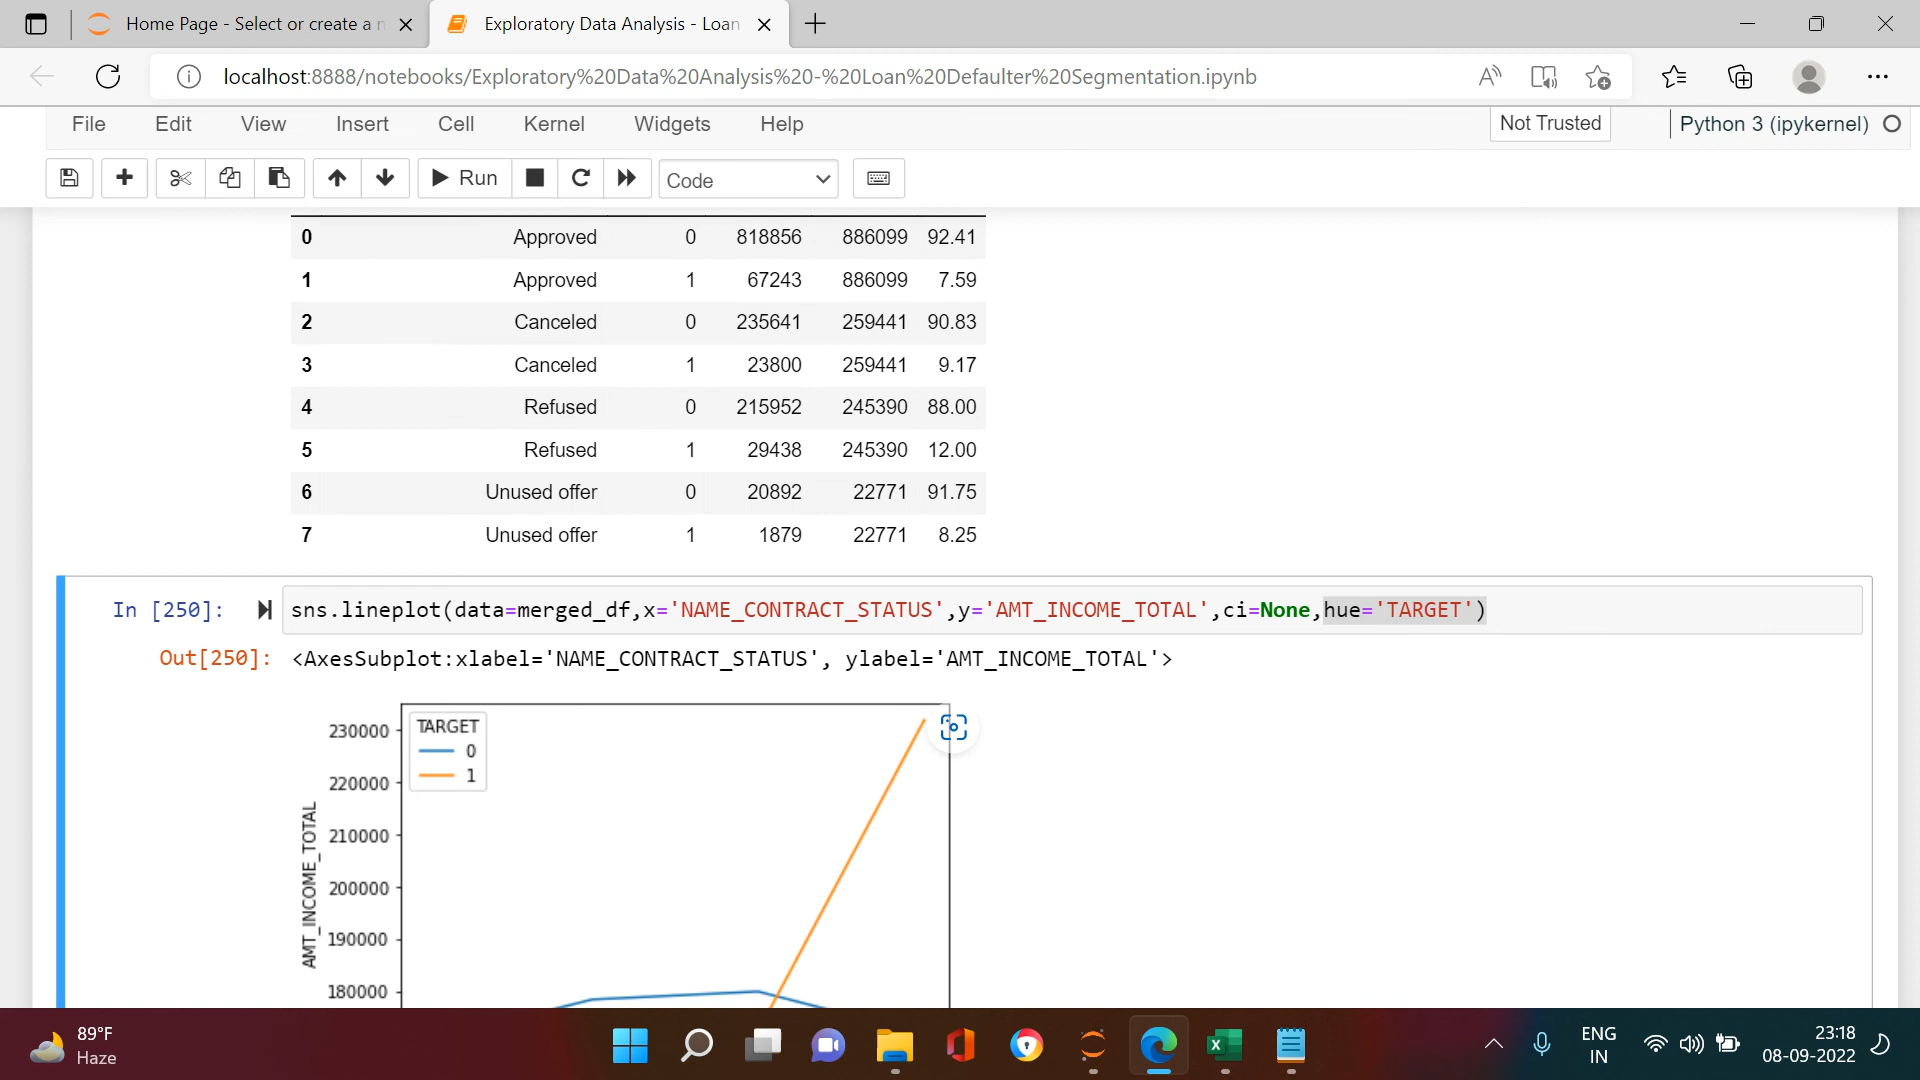 Home Page - Select or create a n
Exploratory Data Analysis - Loan
localhost:8888/notebooks/Exploratory%20Data%20Analysis%20-%20Loan%20Defaulter%20Segmentation.ipynb
File Edit View Insert Cell Kernel Widgets Help Not Trusted Python 3 (ipykernel)
Run Code
0 Approved 0 818856 886099 92.41
1 Approved 1 67243 886099 7.59
2 Canceled 0 235641 259441 90.83
3 Canceled 1 23800 259441 9.17
4 Refused 0 215952 245390 88.00
5 Refused 1 29438 245390 12.00
6 Unused offer 0 20892 22771 91.75
7 Unused offer 1 1879 22771 8.25
In [250]: sns.lineplot(data=merged_df,x='NAME_CONTRACT_STATUS',y='AMT_INCOME_TOTAL',ci=None,hue='TARGET')
Out[250]: <AxesSubplot:xlabel='NAME_CONTRACT_STATUS', ylabel='AMT_INCOME_TOTAL'>
TARGET
0
1
230000
220000
210000
200000
190000
180000
AMT_INCOME_TOTAL
89°F
Haze
ENG
IN
23:18
08-09-2022